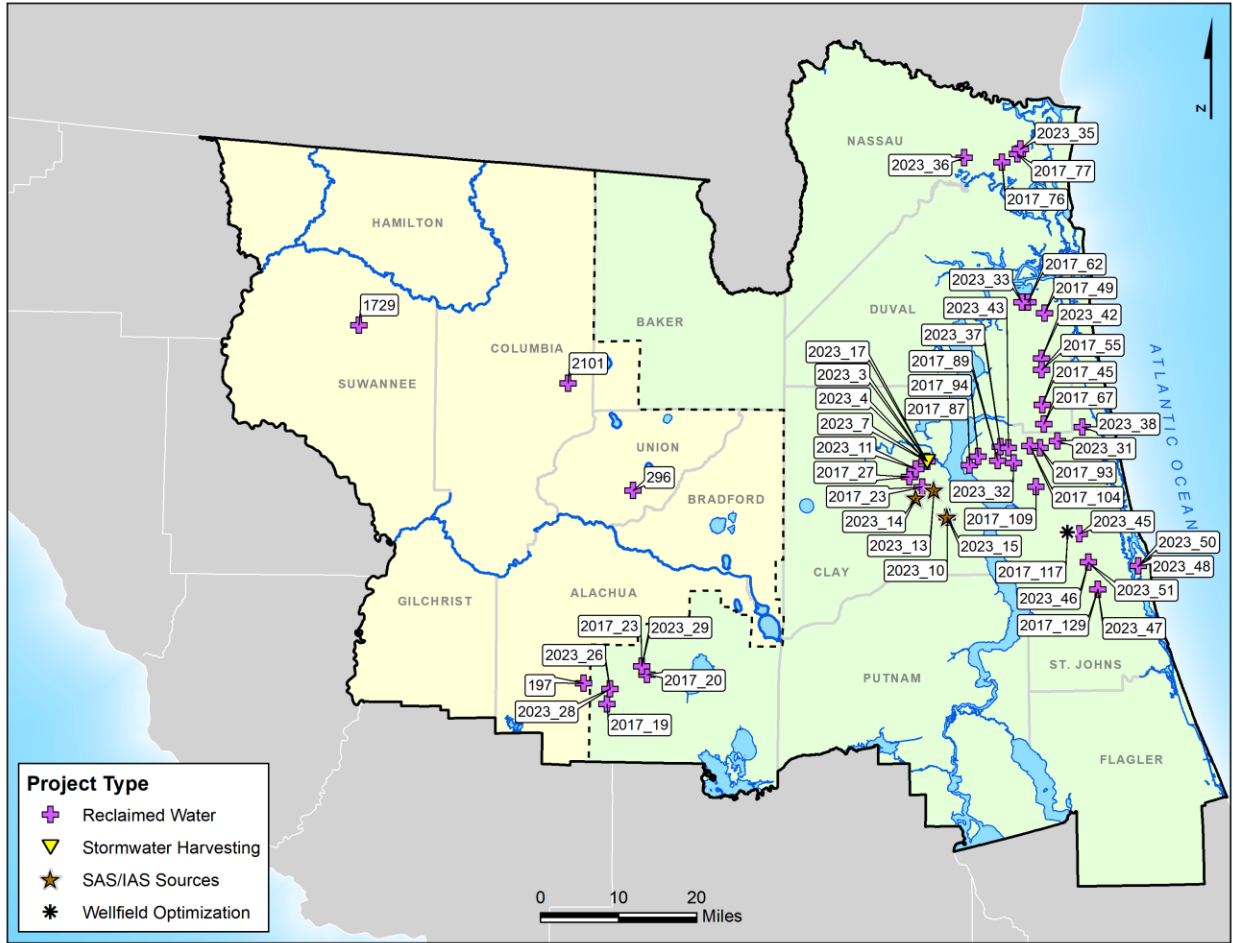 N
NASSAU
2023_35
2023_36
2017_77
2017_76
HAMILTON
2017_62
2023_33
2017_49
1729
2023_43
DUVAL
2023_42
BAKER
2023_37
2017_55
COLUMBIA
2023_17
2017_89
2017_45
2101
2023_3
2017_94
SUWANNEE
2023_4
2017_67
2017_87
2023_7
2023_38
ATLANTIC OCEAN
UNION
2023_11
2023_31
296
2017_27
2017_93
BRADFORD
2017_23
2023_32
2017_104
2023_14
2017_109
2023_45
2023_13
2023_15
2023_50
2023_10
2017_117
2023_48
CLAY
2023_46
2023_51
GILCHRIST
ALACHUA
2017_129
2023_47
2017_23
2023_29
2023_26
ST. JOHNS
197
2017_20
PUTNAM
2023_28
2017_19
FLAGLER
Project Type
Reclaimed Water
Stormwater Harvesting
SAS/IAS Sources
Wellfield Optimization
0 10 20
Miles